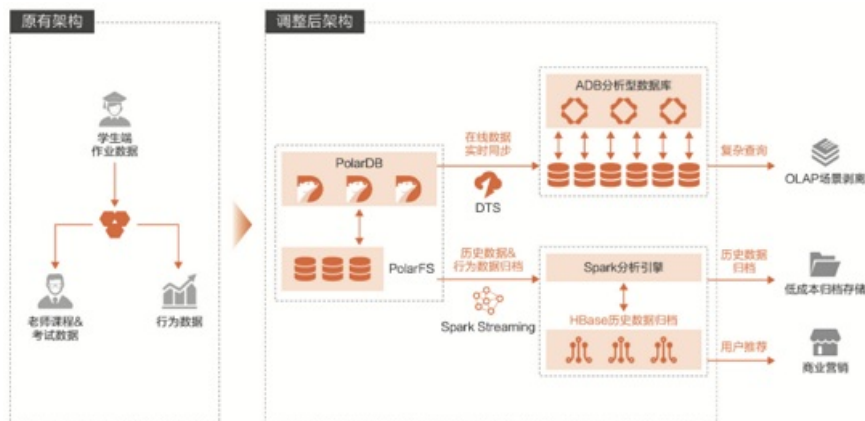 原有架构
学生端
作业数据
老师课程&
考试数据
行为数据
调整后架构
PolarDB
PolarFS
在线数据
实时同步
DTS
历史数据&
行为数据归档
Spark Streaming
ADB分析型数据库
Spark分析引擎
HBase历史数据归档
复杂查询
OLAP场景剥离
历史数据
归档
低成本归档存储
用户推荐
商业营销